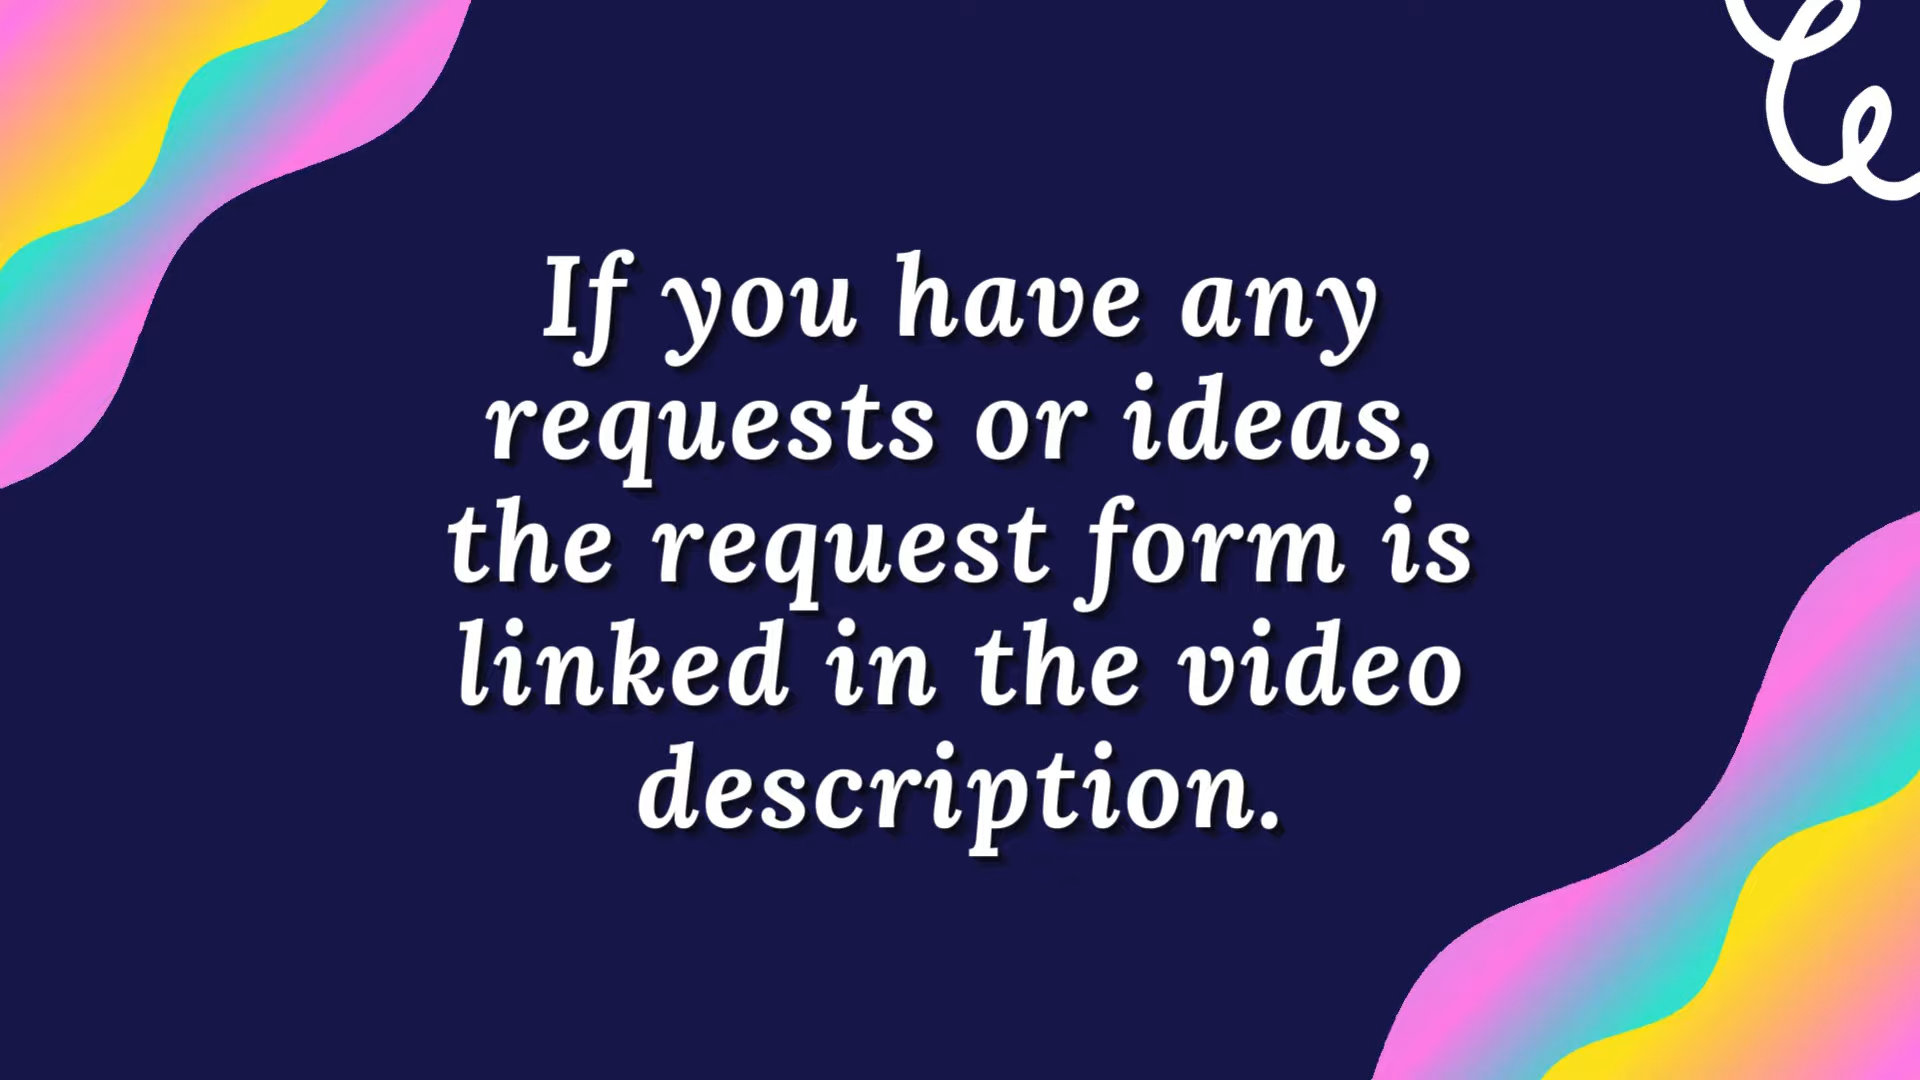 If you have any
requests or ideas,
the request form is
linked in the video
description.